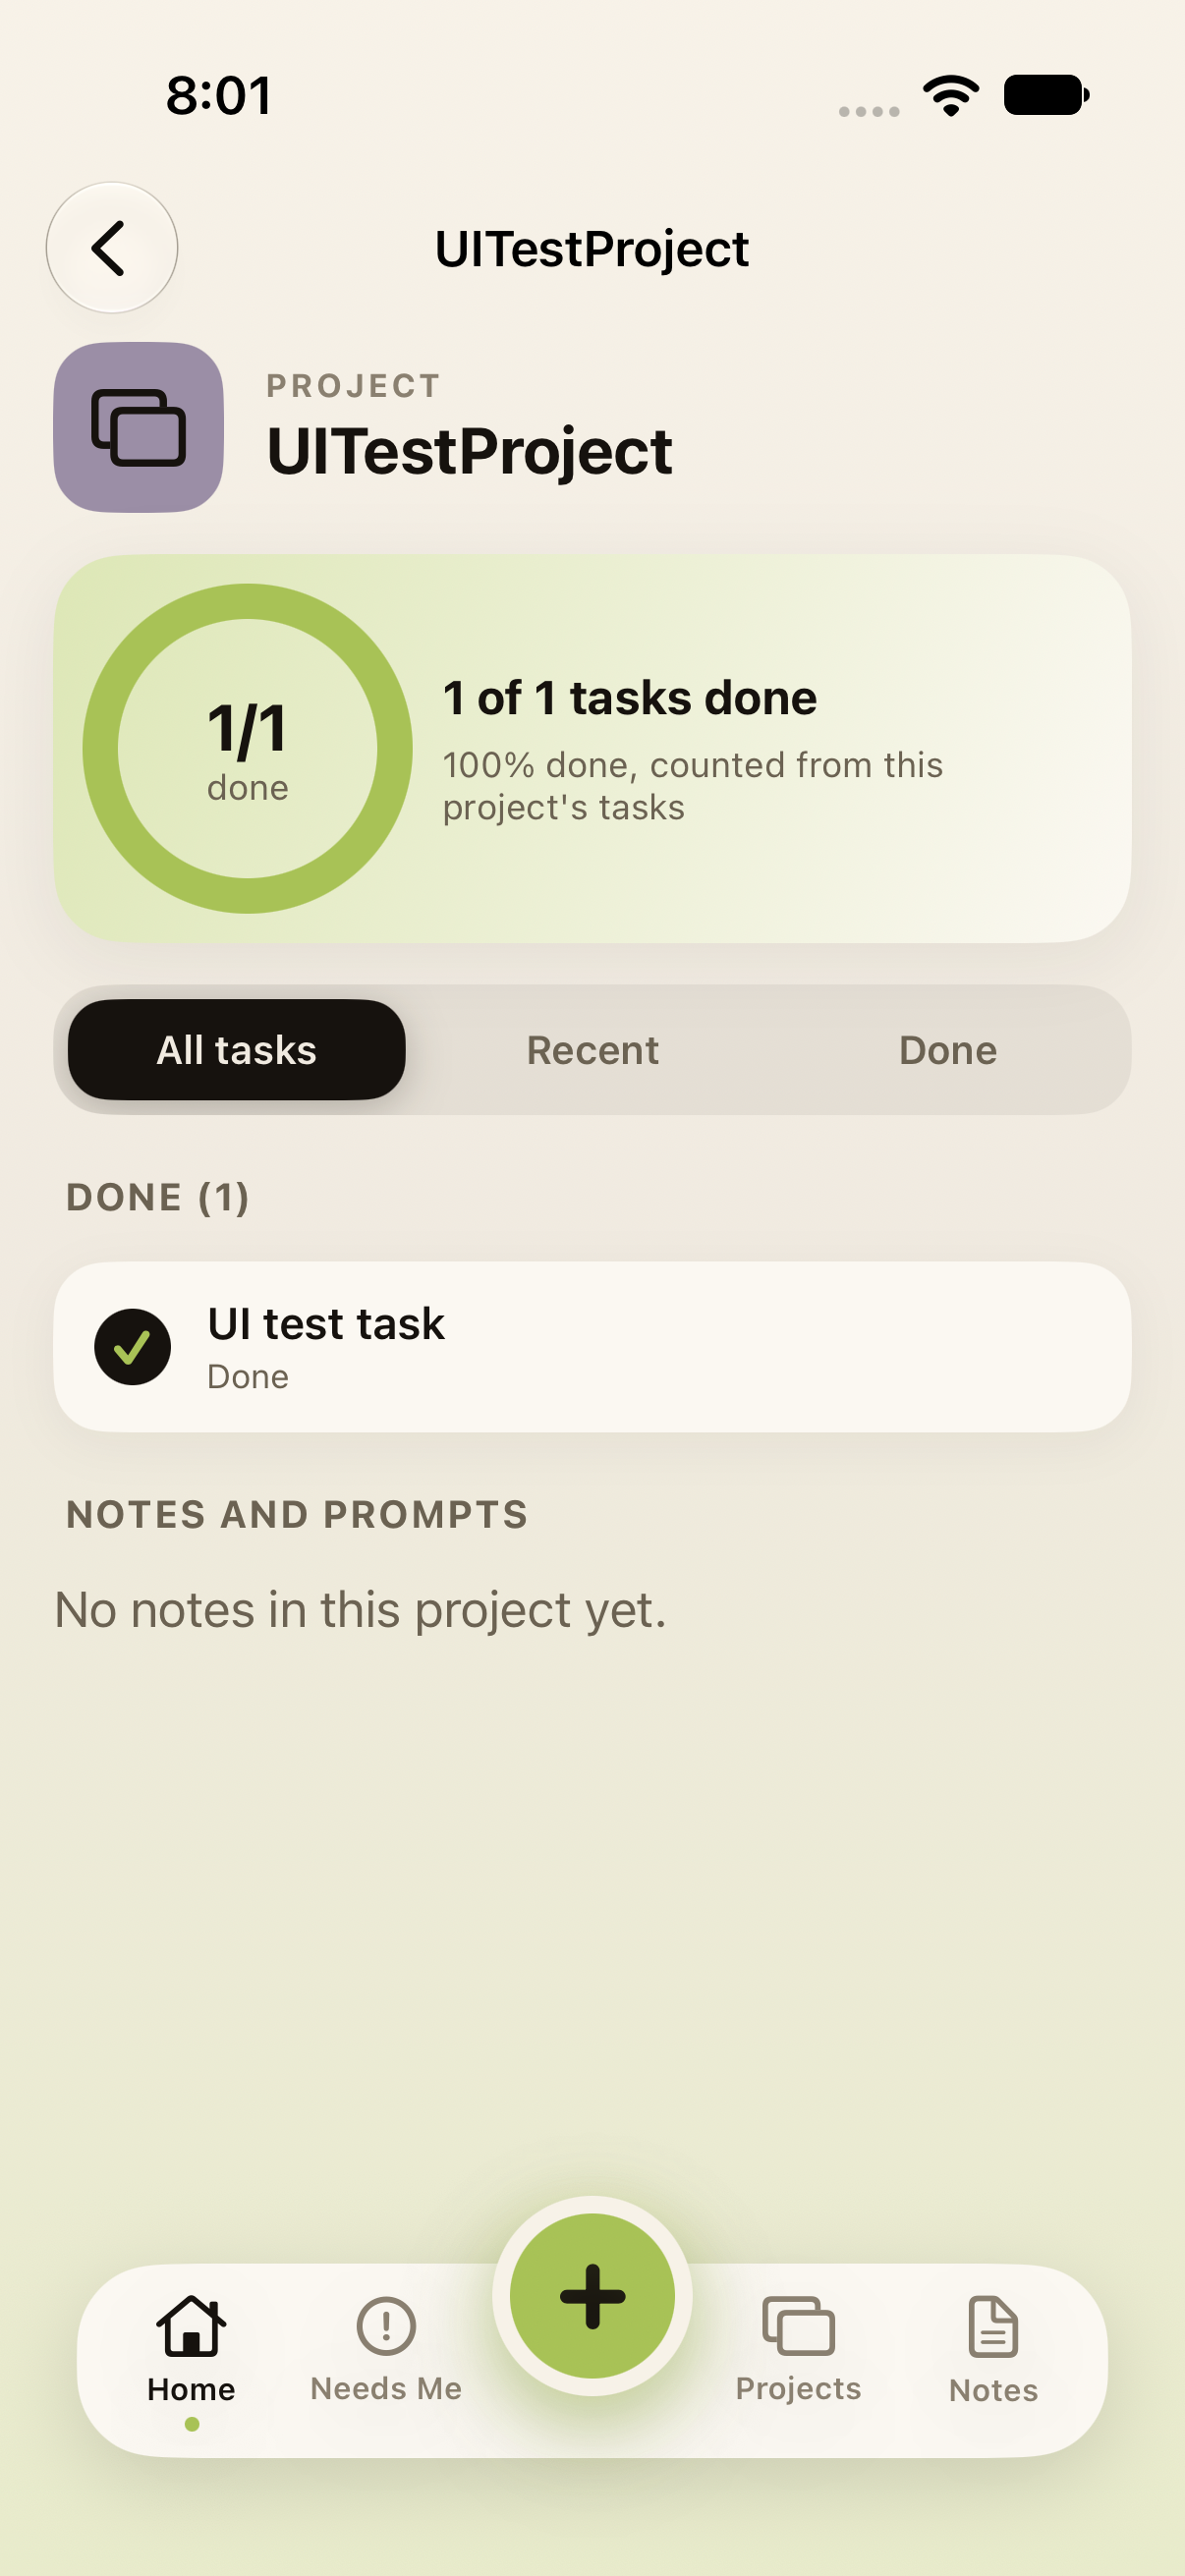 8:01
UITestProject
PROJECT
UITestProject
1/1
done
1 of 1 tasks done
100% done, counted from this
project's tasks
All tasks
Recent
Done
DONE (1)
UI test task
Done
NOTES AND PROMPTS
No notes in this project yet.
Home
Needs Me
Projects
Notes